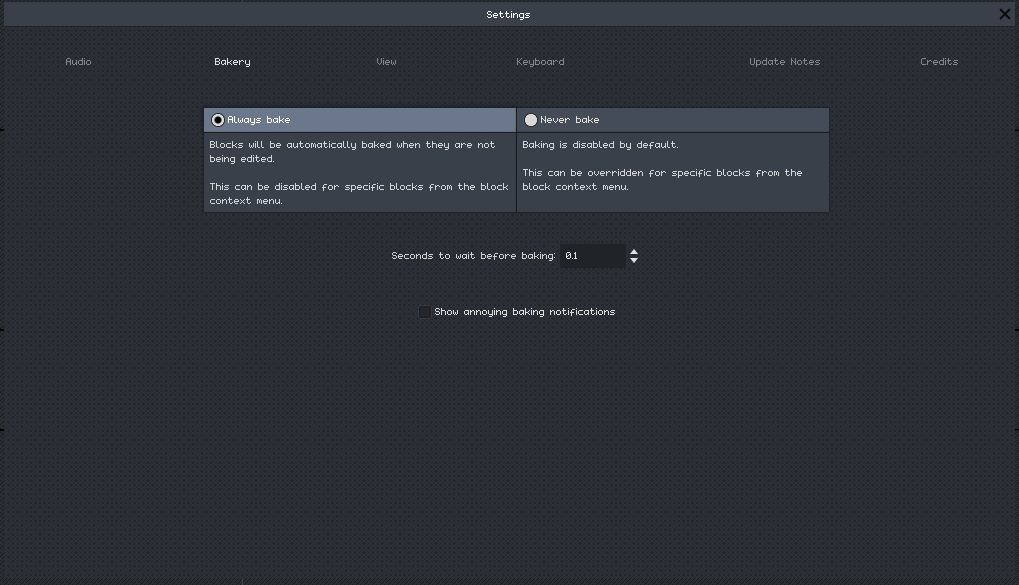 Settings
Audio Bakery View Keyboard Update Notes Credits
Always bake
Blocks will be automatically baked when they are not
being edited.
This can be disabled for specific blocks from the block
context menu.
Never bake
Baking is disabled by default.
This can be overridden for specific blocks from the
block context menu.
Seconds to wait before baking: 0.1
Show annoying baking notifications